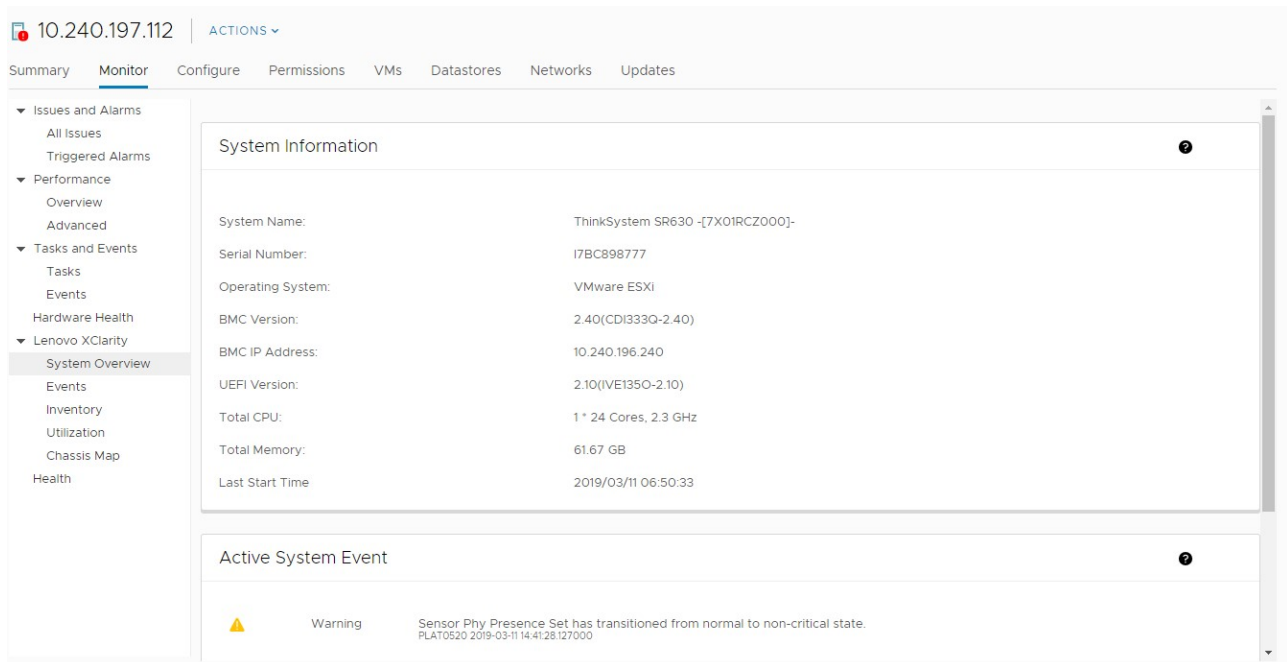 10.240.197.112 ACTIONS
Summary Monitor Configure Permissions VMs Datastores Networks Updates
Issues and Alarms
All Issues
Triggered Alarms
Performance
Overview
Advanced
Tasks and Events
Tasks
Events
Hardware Health
Lenovo XClarity
System Overview
Events
Inventory
Utilization
Chassis Map
Health
System Information
System Name: ThinkSystem SR630 -[7X01RCZ000]-
Serial Number: I7BC898777
Operating System: VMware ESXi
BMC Version: 2.40(CDI333Q-2.40)
BMC IP Address: 10.240.196.240
UEFI Version: 2.10(IVE135O-2.10)
Total CPU: 1 * 24 Cores, 2.3 GHz
Total Memory: 61.67 GB
Last Start Time 2019/03/11 06:50:33
Active System Event
Warning Sensor Phy Presence Set has transitioned from normal to non-critical state.
PLAT0520 2019-03-11 14:41:28.127000